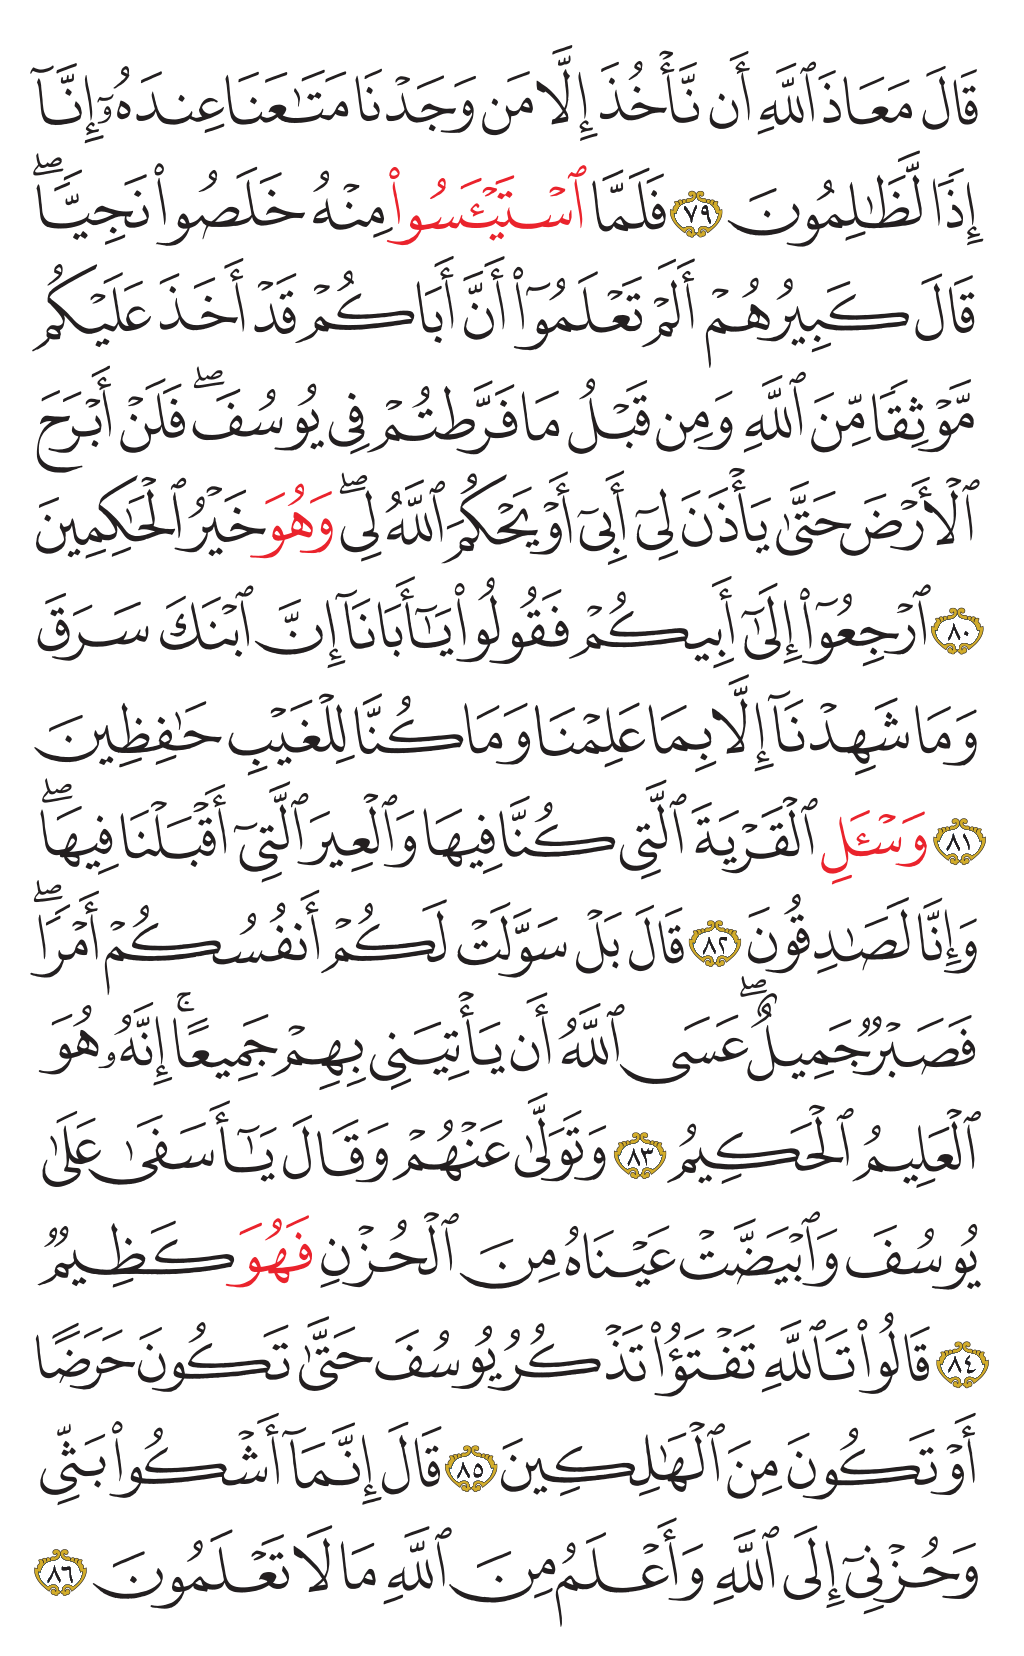 قَالَ مَعَاذَ ٱللَّهِ أَن نَّأۡخُذَ إِلَّا مَن وَجَدۡنَا مَتَٰعَنَا عِندَهُۥٓ إِنَّآ
إِذٗا لَّظَٰلِمُونَ ٧٩ فَلَمَّا ٱسۡتَيۡـَٔسُواْ مِنۡهُ خَلَصُواْ نَجِيّٗاۖ
قَالَ كَبِيرُهُمۡ أَلَمۡ تَعۡلَمُوٓاْ أَنَّ أَبَاكُمۡ قَدۡ أَخَذَ عَلَيۡكُم
مَّوۡثِقٗا مِّنَ ٱللَّهِ وَمِن قَبۡلُ مَا فَرَّطتُمۡ فِي يُوسُفَۖ فَلَنۡ أَبۡرَحَ
ٱلۡأَرۡضَ حَتَّىٰ يَأۡذَنَ لِيٓ أَبِيٓ أَوۡ يَحۡكُمَ ٱللَّهُ لِيۖ وَهُوَ خَيۡرُ ٱلۡحَٰكِمِينَ
٨٠ ٱرۡجِعُوٓاْ إِلَىٰٓ أَبِيكُمۡ فَقُولُواْ يَٰٓأَبَانَآ إِنَّ ٱبۡنَكَ سَرَقَ
وَمَا شَهِدۡنَآ إِلَّا بِمَا عَلِمۡنَا وَمَا كُنَّا لِلۡغَيۡبِ حَٰفِظِينَ
٨١ وَسۡـَٔلِ ٱلۡقَرۡيَةَ ٱلَّتِي كُنَّا فِيهَا وَٱلۡعِيرَ ٱلَّتِيٓ أَقۡبَلۡنَا فِيهَاۖ
وَإِنَّا لَصَٰدِقُونَ ٨٢ قَالَ بَلۡ سَوَّلَتۡ لَكُمۡ أَنفُسُكُمۡ أَمۡرٗاۖ
فَصَبۡرٞ جَمِيلٌۖ عَسَى ٱللَّهُ أَن يَأۡتِيَنِي بِهِمۡ جَمِيعًاۚ إِنَّهُۥ هُوَ
ٱلۡعَلِيمُ ٱلۡحَكِيمُ ٨٣ وَتَوَلَّىٰ عَنۡهُمۡ وَقَالَ يَٰٓأَسَفَىٰ عَلَىٰ
يُوسُفَ وَٱبۡيَضَّتۡ عَيۡنَاهُ مِنَ ٱلۡحُزۡنِ فَهُوَ كَظِيمٞ
٨٤ قَالُواْ تَٱللَّهِ تَفۡتَؤُاْ تَذۡكُرُ يُوسُفَ حَتَّىٰ تَكُونَ حَرَضًا
أَوۡ تَكُونَ مِنَ ٱلۡهَٰلِكِينَ ٨٥ قَالَ إِنَّمَآ أَشۡكُواْ بَثِّي
وَحُزۡنِيٓ إِلَى ٱللَّهِ وَأَعۡلَمُ مِنَ ٱللَّهِ مَا لَا تَعۡلَمُونَ ٨٦